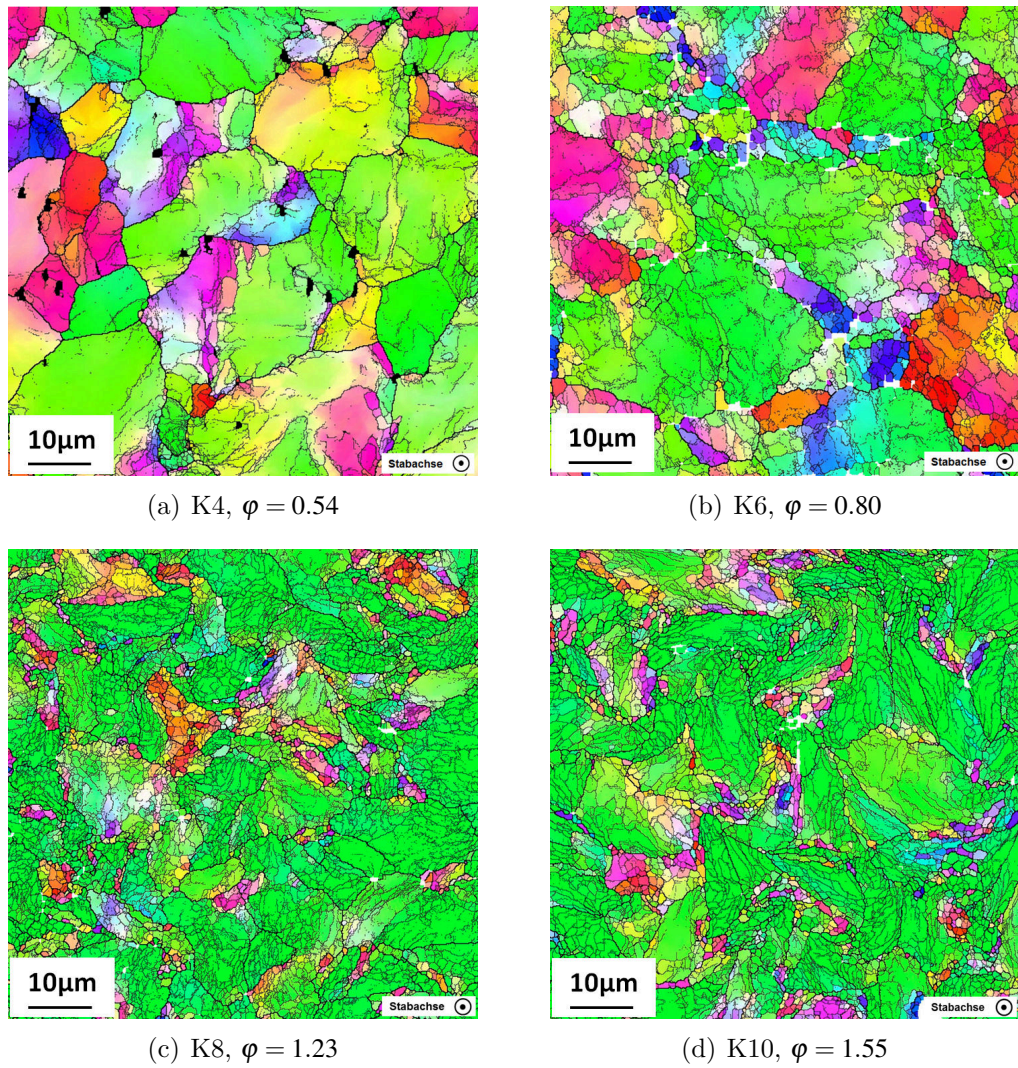 10µm
Stabachse
10µm
Stabachse
(a) K4, φ = 0.54
(b) K6, φ = 0.80
10µm
Stabachse
10µm
Stabachse
(c) K8, φ = 1.23
(d) K10, φ = 1.55